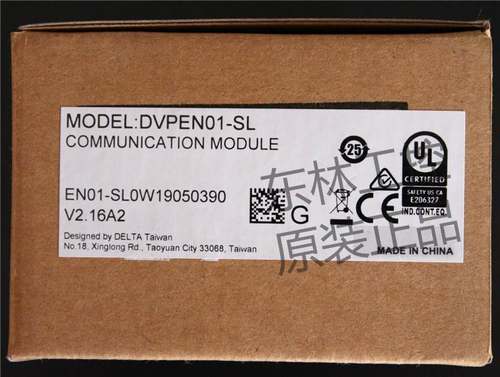 MODEL:DVPEN01-SL
COMMUNICATION MODULE
EN01-SL0W19050390
V2.16A2
G
Designed by DELTA Taiwan
No.18, Xinglong Rd., Taoyuan City 33068, Taiwan
25
UL
CERTIFIED
SAFETY US CA
E206327
IND.CONT.EQ.
CE
MADE IN CHINA
东林工控
原装正品